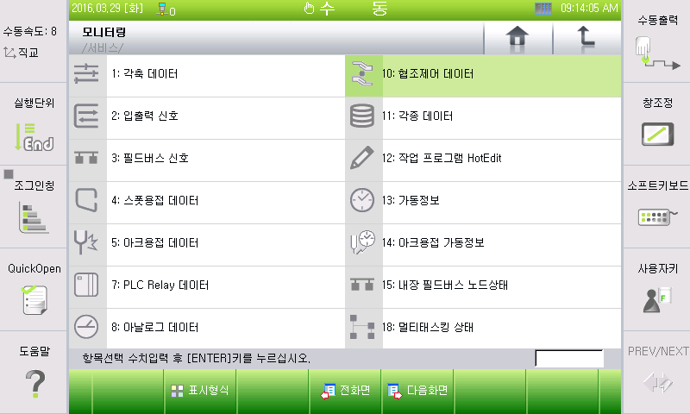 2016.03.29 [화]
0
수 동
09:14:05 AM
수동속도: 8
직교
실행단위
End
조그인칭
QuickOpen
도움말
모니터링
/서비스/
1: 각축 데이터
2: 입출력 신호
3: 필드버스 신호
4: 스폿용접 데이터
5: 아크용접 데이터
7: PLC Relay 데이터
8: 아날로그 데이터
10: 협조제어 데이터
11: 각종 데이터
12: 작업 프로그램 HotEdit
13: 가동정보
14: 아크용접 가동정보
15: 내장 필드버스 노드상태
18: 멀티태스킹 상태
항목선택 수치입력 후 [ENTER]키를 누르십시오.
표시형식
전화면
다음화면
수동출력
창조정
소프트키보드
사용자키
F
PREV/NEXT